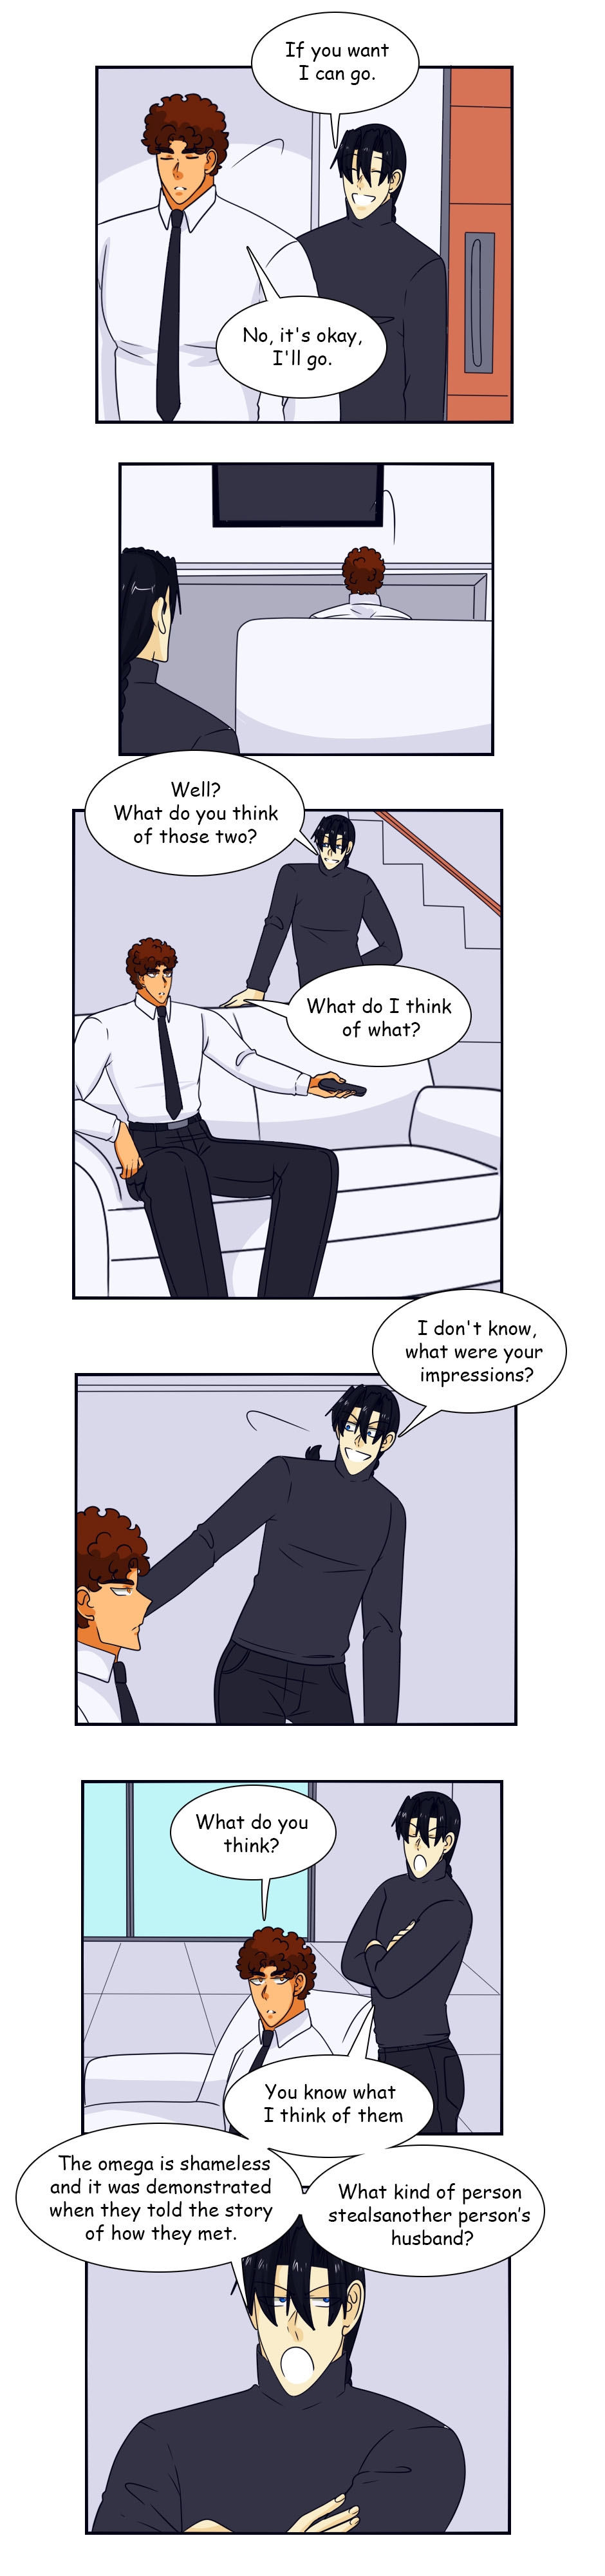 If you want
I can go.
No, it's okay,
I'll go.
Well?
What do you think
of those two?
What do I think
of what?
I don't know,
what were your
impressions?
What do you
think?
You know what
I think of them
The omega is shameless
and it was demonstrated
when they told the story
of how they met.
What kind of person
stealsanother person's
husband?